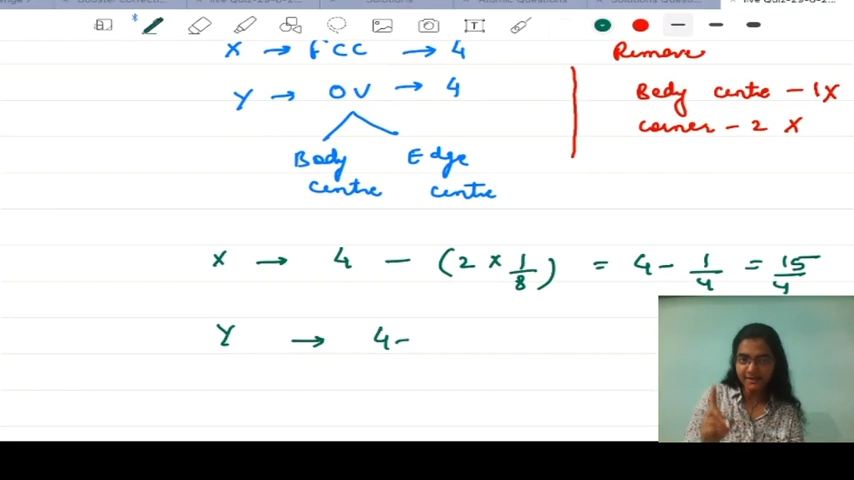 X → FCC → 4
Remove
Y → OV → 4
Body centre - 1 X
corner - 2 X
Body centre
Edge centre
X → 4 - (2 × 1/8) = 4 - 1/4 = 15/4
Y → 4 -